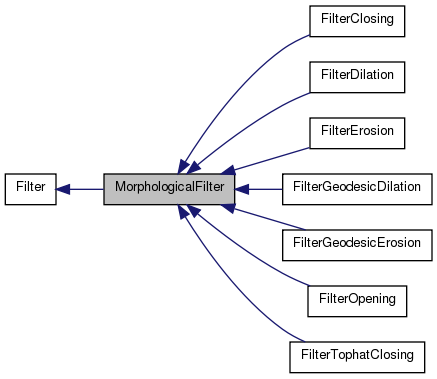 FilterClosing
FilterDilation
FilterErosion
Filter
MorphologicalFilter
FilterGeodesicDilation
FilterGeodesicErosion
FilterOpening
FilterTophatClosing